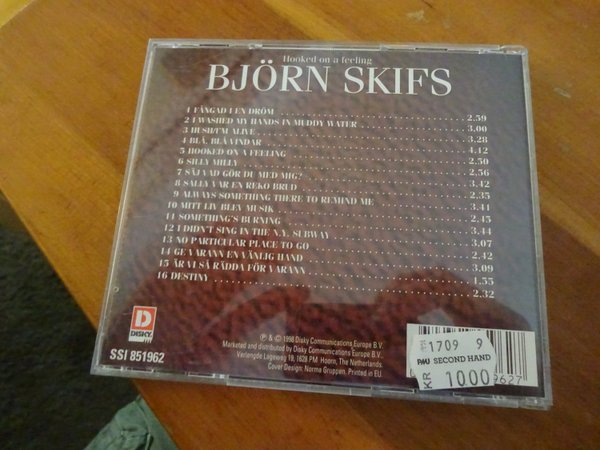 Hooked on a feeling
BJÖRN SKIFS
1 FÅNGAD I EN DRÖM 2.59
2 I WASHED MY HANDS IN MUDDY WATER 3.00
3 HUSH/I'M ALIVE 3.28
4 BLÅ, BLÅ VINDAR 4.42
5 HOOKED ON A FEELING 2.50
6 SILLY MILLY 2.56
7 SÄJ VAD GÖR DU MED MIG? 3.42
8 SALLY VAR EN REKO BRUD 2.35
9 ALWAYS SOMETHING THERE TO REMIND ME 3.41
10 MITT LIV BLEV MUSIK 2.45
11 SOMETHING'S BURNING 3.44
12 I DIDN'T SING IN THE N.Y. SUBWAY 3.07
13 NO PARTICULAR PLACE TO GO 2.42
14 GE VARANN EN VÄNLIG HAND 3.09
15 ÄR VI SÅ RÄDDA FÖR VARANN 1.55
16 DESTINY 2.32
D
DISKY
SSI 851962
℗ & © 1998 Disky Communications Europe B.V.
Marketed and distributed by Disky Communications Europe B.V.
Verlengde Lageweg 19, 1628 PM Hoorn, The Netherlands.
Cover Design: Norma Gruppen. Printed in EU
1709 9
PMU SECOND HAND
KR 1000
9627